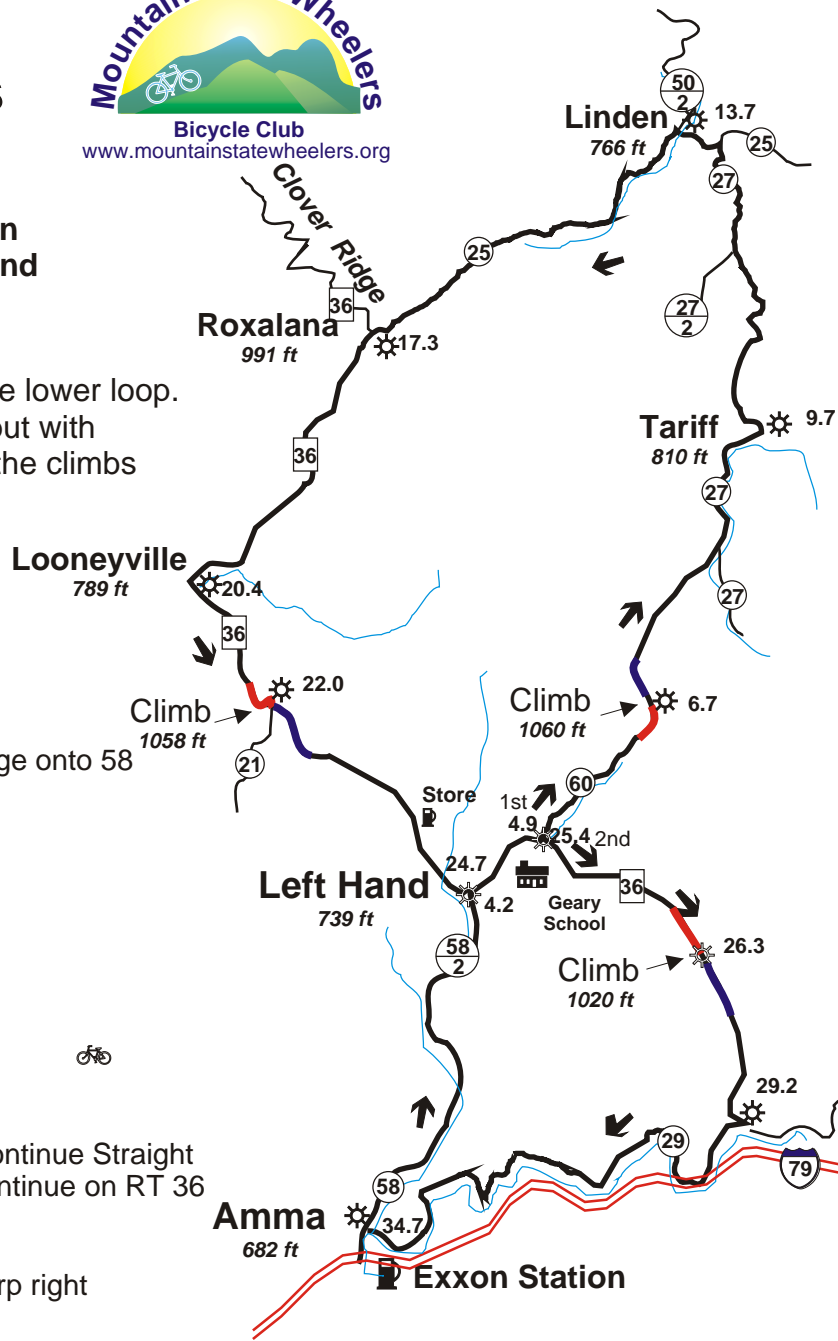 Mountain
Wheelers
S
Bicycle Club
www.mountainstatewheelers.org
50
2
Linden
13.7
766 ft
25
27
Clover Ridge
n
nd
25
36
27
2
Roxalana
17.3
991 ft
e lower loop.
out with
the climbs
9.7
Tariff
810 ft
36
27
Looneyville
789 ft
20.4
27
36
22.0
Climb
1058 ft
Climb
1060 ft
6.7
21
ge onto 58
60
Store
1st
4.9
25.4
2nd
24.7
Left Hand
739 ft
4.2
Geary
School
36
58
2
26.3
Climb
1020 ft
29.2
ontinue Straight
ntinue on RT 36
29
79
58
Amma
34.7
682 ft
rp right
Exxon Station